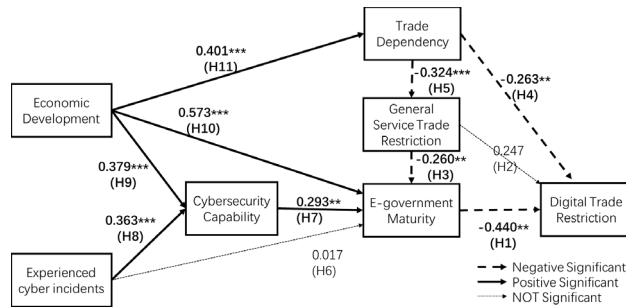 Trade
Dependency
0.401***
(H11)
-0.324***
(H5)
-0.263**
(H4)
Economic
Development
General
Service Trade
Restriction
0.573***
(H10)
0.247
(H2)
0.379***
(H9)
-0.260**
(H3)
Cybersecurity
Capability
0.293**
(H7)
E-government
Maturity
Digital Trade
Restriction
0.363***
(H8)
-0.440**
(H1)
0.017
(H6)
Experienced
cyber incidents
Negative Significant
Positive Significant
NOT Significant